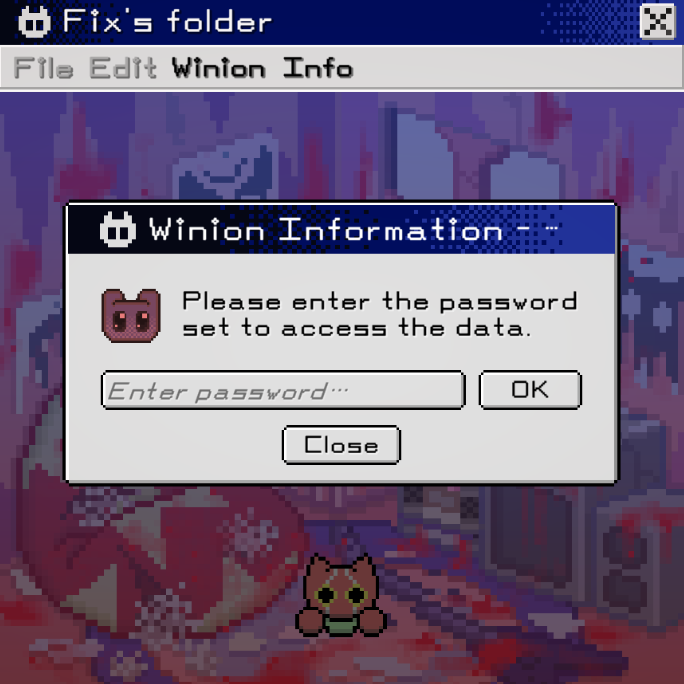 Fix's folder
File Edit Winion Info
Winion Information - …
Please enter the password
set to access the data.
Enter password…
OK
Close